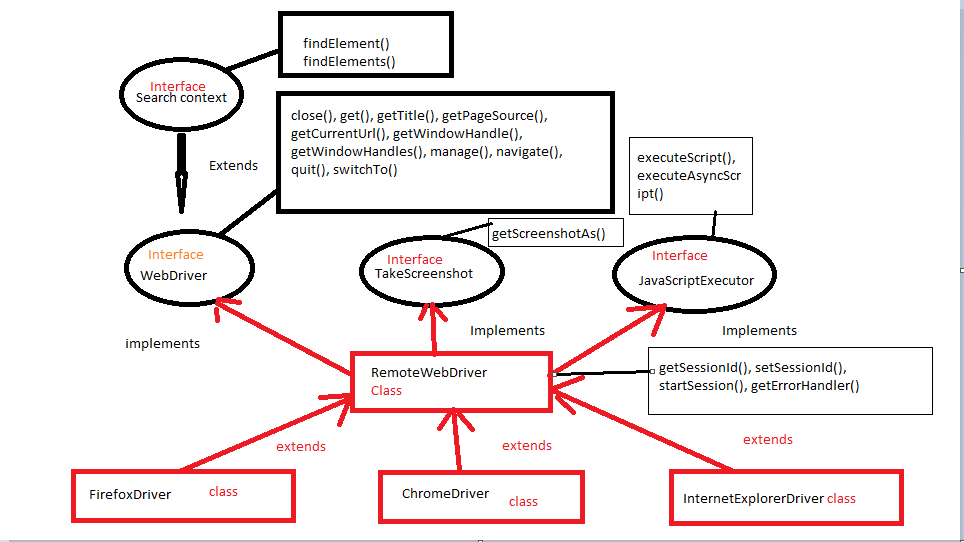 findElement()
findElements()
Interface
Search context
close(), get(), getTitle(), getPageSource(),
getCurrentUrl(), getWindowHandle(),
getWindowHandles(), manage(), navigate(),
quit(), switchTo()
executeScript(),
executeAsyncScr
ipt()
Extends
getScreenshotAs()
Interface
WebDriver
Interface
TakeScreenshot
Interface
JavaScriptExecutor
implements
Implements
Implements
RemoteWebDriver
Class
getSessionId(), setSessionId(),
startSession(), getErrorHandler()
extends
extends
extends
FirefoxDriver class
ChromeDriver
class
InternetExplorerDriver class